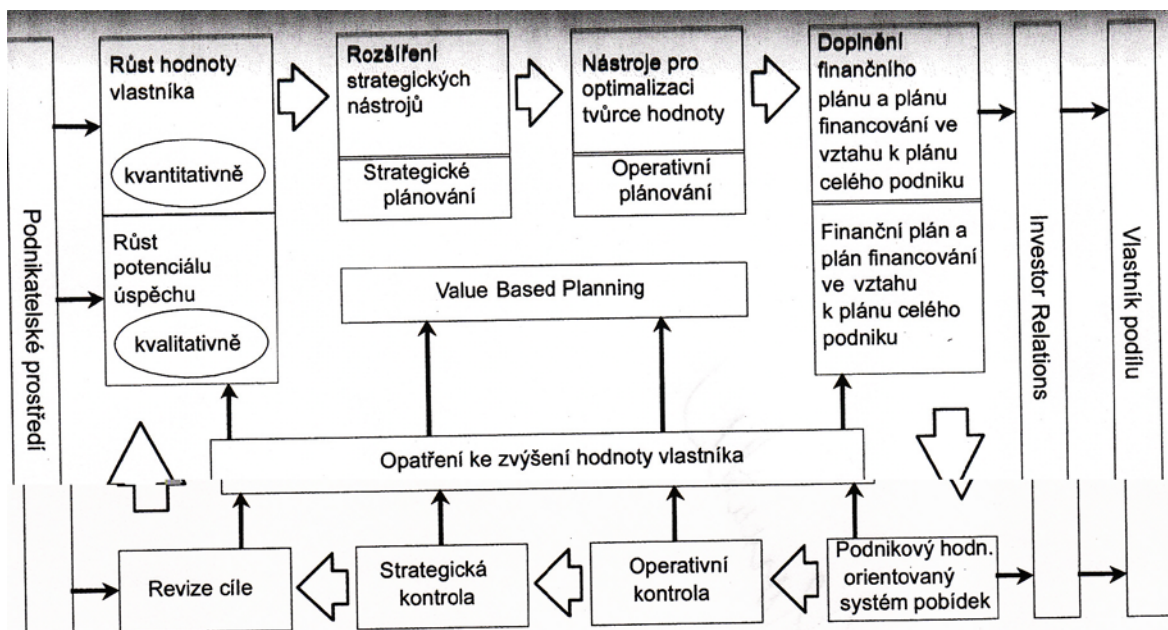 Podnikatelské prostředí
Růst hodnoty
vlastníka
kvantitativně
Růst
potenciálu
úspěchu
kvalitativně
Rozšíření
strategických
nástrojů
Strategické
plánování
Nástroje pro
optimalizaci
tvůrce hodnoty
Operativní
plánování
Doplnění
finančního
plánu a plánu
financování ve
vztahu k plánu
celého podniku
Finanční plán a
plán financování
ve vztahu
k plánu celého
podniku
Investor Relations
Vlastník podílu
Value Based Planning
Opatření ke zvýšení hodnoty vlastníka
Revize cíle
Strategická
kontrola
Operativní
kontrola
Podnikový hodn.
orientovaný
systém pobídek